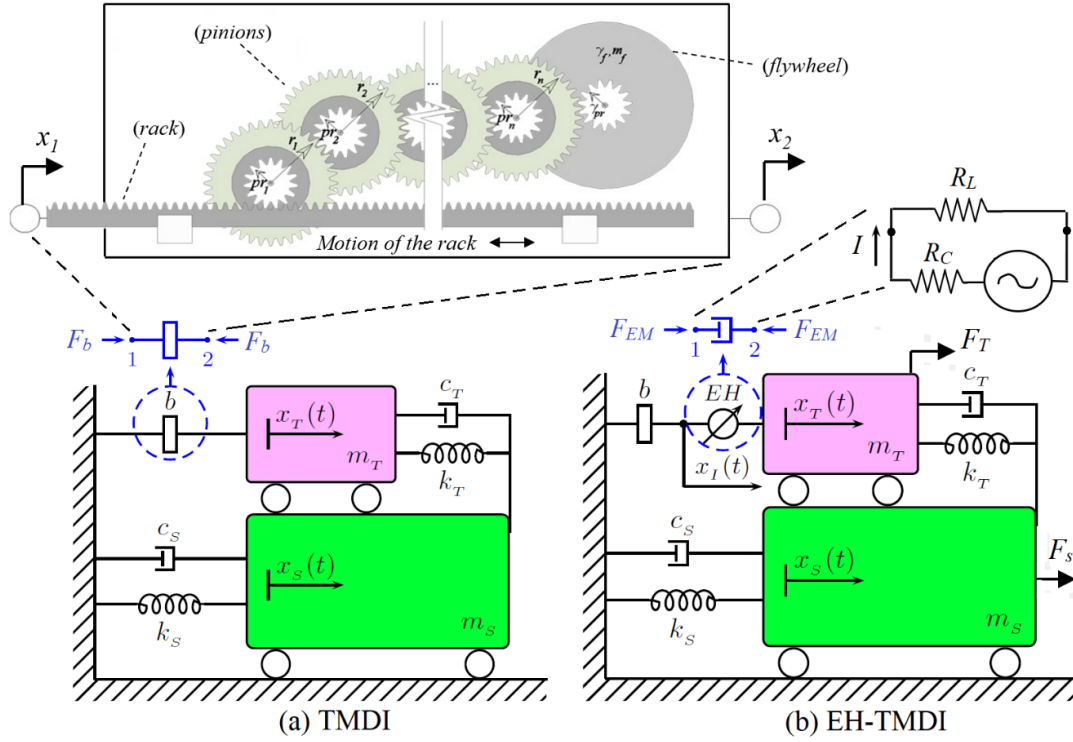 (pinions)
γf, mf
(flywheel)
...
r2
rn
pr2
prn
γpr
(rack)
r1
pr1
x1
x2
Motion of the rack
RL
I
RC
Fb
Fb
1
2
b
xT(t)
cT
mT
kT
cS
xS(t)
kS
mS
(a) TMDI
FEM
FEM
1
2
FT
b
EH
xT(t)
cT
mT
xI(t)
kT
cS
xS(t)
Fs
kS
mS
(b) EH-TMDI